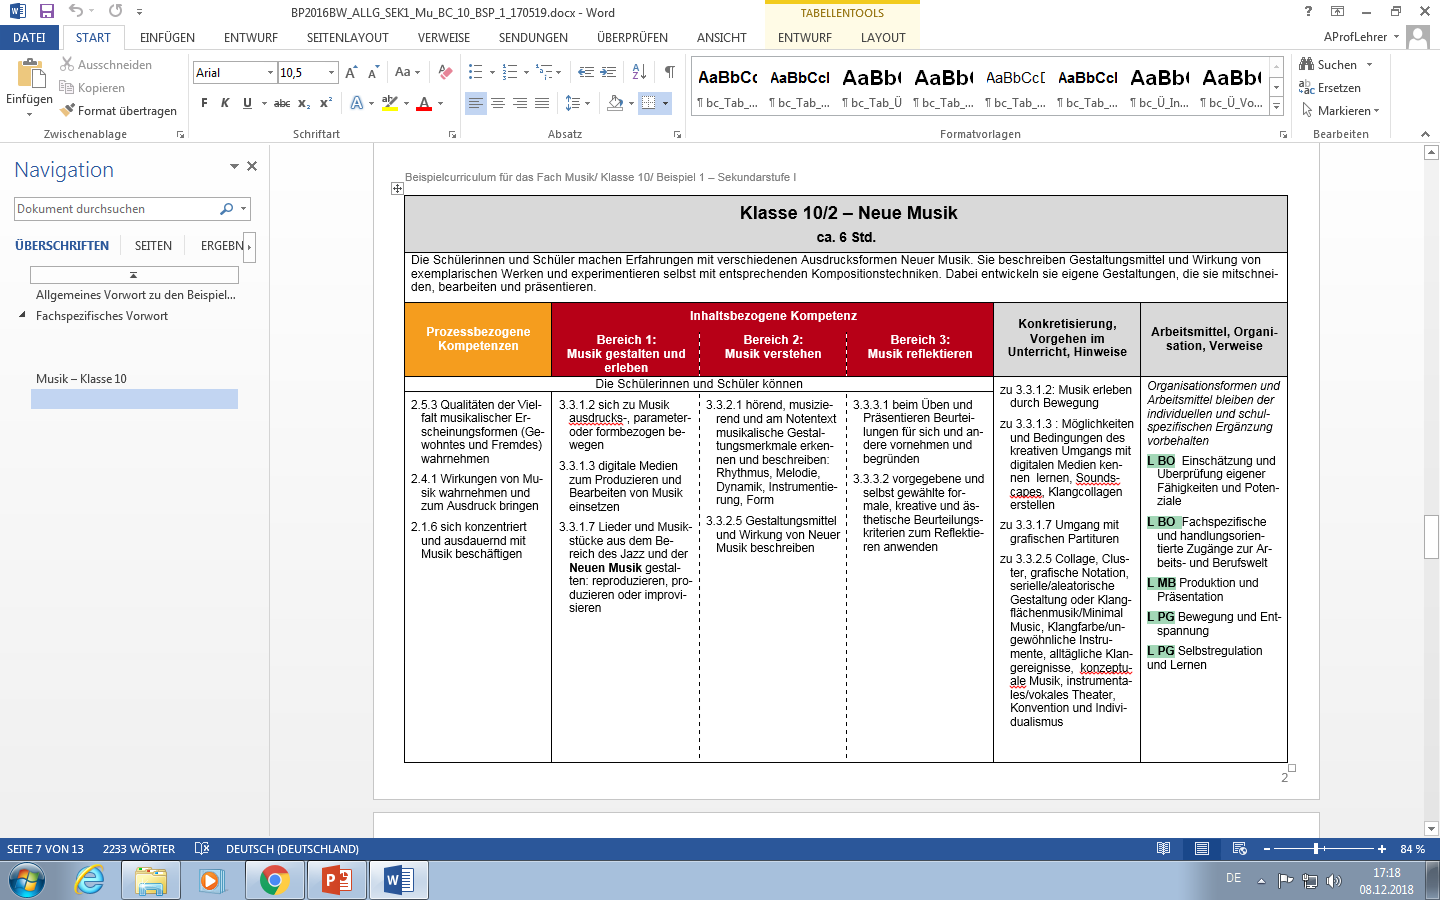 BP2016BW_ALLG_SEK1_Mu_BC_10_BSP_1_170519.docx - Word
TABELLENTOOLS
DATEI START EINFÜGEN ENTWURF SEITENLAYOUT VERWEISE SENDUNGEN ÜBERPRÜFEN ANSICHT ENTWURF LAYOUT
AProfLehrer
Einfügen
Ausschneiden
Kopieren
Format übertragen
Zwischenablage
Arial 10,5
F K U abc x₂ x²
Schriftart
Absatz
AaBbCc AaBbCcI AaBb( AaBb( AaBbCcD AaBbCcI AaBb( AaBb(
¶ bc_Tab_... ¶ bc_Tab_... ¶ bc_Tab_Ü ¶ bc_Tab_... ¶ bc_Tab_... ¶ bc_Tab_... ¶ bc_Ü_In... ¶ bc_Ü_Vo...
Formatvorlagen
Suchen
Ersetzen
Markieren
Bearbeiten
Navigation
Dokument durchsuchen
ÜBERSCHRIFTEN SEITEN ERGEBN
Allgemeines Vorwort zu den Beispiel...
Fachspezifisches Vorwort
Musik – Klasse 10
Beispielcurriculum für das Fach Musik/ Klasse 10/ Beispiel 1 – Sekundarstufe I
Klasse 10/2 – Neue Musik
ca. 6 Std.
Die Schülerinnen und Schüler machen Erfahrungen mit verschiedenen Ausdrucksformen Neuer Musik. Sie beschreiben Gestaltungsmittel und Wirkung von
exemplarischen Werken und experimentieren selbst mit entsprechenden Kompositionstechniken. Dabei entwickeln sie eigene Gestaltungen, die sie mitschnei-
den, bearbeiten und präsentieren.
Prozessbezogene
Kompetenzen
Inhaltsbezogene Kompetenz
Bereich 1:
Musik gestalten und
erleben
Bereich 2:
Musik verstehen
Bereich 3:
Musik reflektieren
Konkretisierung,
Vorgehen im
Unterricht, Hinweise
Arbeitsmittel, Organi-
sation, Verweise
Die Schülerinnen und Schüler können
2.5.3 Qualitäten der Viel-
falt musikalischer Er-
scheinungsformen (Ge-
wohntes und Fremdes)
wahrnehmen
2.4.1 Wirkungen von Mu-
sik wahrnehmen und
zum Ausdruck bringen
2.1.6 sich konzentriert
und ausdauernd mit
Musik beschäftigen
3.3.1.2 sich zu Musik
ausdrucks-, parameter-
oder formbezogen be-
wegen
3.3.1.3 digitale Medien
zum Produzieren und
Bearbeiten von Musik
einsetzen
3.3.1.7 Lieder und Musik-
stücke aus dem Be-
reich des Jazz und der
Neuen Musik gestal-
ten: reproduzieren, pro-
duzieren oder improvi-
sieren
3.3.2.1 hörend, musizie-
rend und am Notentext
musikalische Gestal-
tungsmerkmale erken-
nen und beschreiben:
Rhythmus, Melodie,
Dynamik, Instrumentie-
rung, Form
3.3.2.5 Gestaltungsmittel
und Wirkung von Neuer
Musik beschreiben
3.3.3.1 beim Üben und
Präsentieren Beurtei-
lungen für sich und an-
dere vornehmen und
begründen
3.3.3.2 vorgegebene und
selbst gewählte for-
male, kreative und äs-
thetische Beurteilungs-
kriterien zum Reflektie-
ren anwenden
zu 3.3.1.2: Musik erleben
durch Bewegung
zu 3.3.1.3 : Möglichkeiten
und Bedingungen des
kreativen Umgangs mit
digitalen Medien ken-
nen lernen, Sounds-
capes, Klangcollagen
erstellen
zu 3.3.1.7 Umgang mit
grafischen Partituren
zu 3.3.2.5 Collage, Clus-
ter, grafische Notation,
serielle/aleatorische
Gestaltung oder Klang-
flächenmusik/Minimal
Music, Klangfarbe/un-
gewöhnliche Instru-
mente, alltägliche Klan-
gereignisse, konzeptu-
ale Musik, instrumenta-
les/vokales Theater,
Konvention und Indivi-
dualismus
Organisationsformen und
Arbeitsmittel bleiben der
individuellen und schul-
spezifischen Ergänzung
vorbehalten
L BO Einschätzung und
Überprüfung eigener
Fähigkeiten und Poten-
ziale
L BO Fachspezifische
und handlungsorien-
tierte Zugänge zur Ar-
beits- und Berufswelt
L MB Produktion und
Präsentation
L PG Bewegung und Ent-
spannung
L PG Selbstregulation
und Lernen
2
SEITE 7 VON 13 2233 WÖRTER DEUTSCH (DEUTSCHLAND) 84 %
DE 17:18
08.12.2018